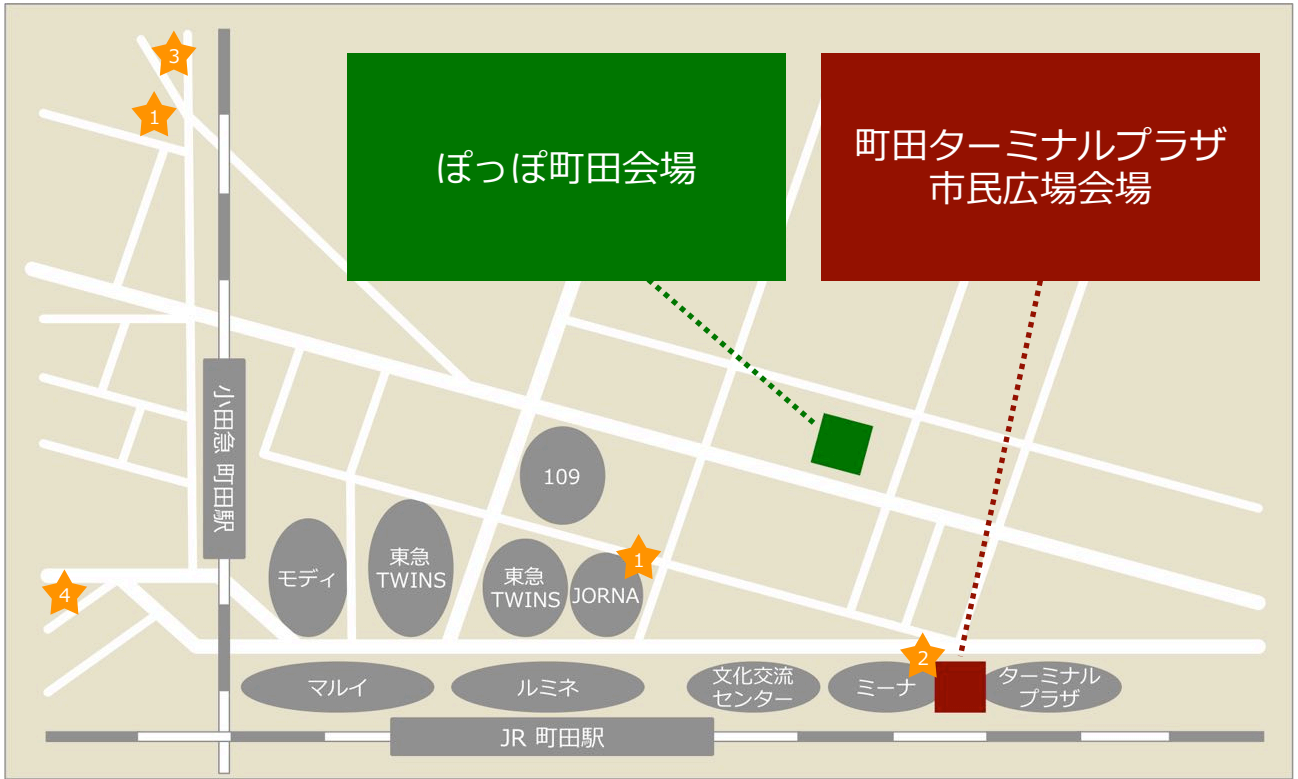 3
1
ぽっぽ町田会場
町田ターミナルプラザ
市民広場会場
小田急 町田駅
109
モディ
東急
TWINS
東急
TWINS
JORNA
1
4
2
マルイ
ルミネ
文化交流
センター
ミーナ
ターミナル
プラザ
JR 町田駅